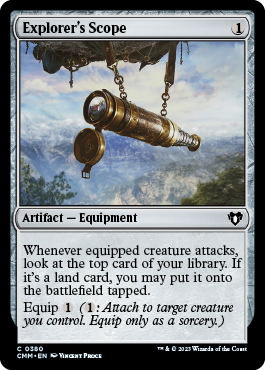 Explorer's Scope 1
Artifact — Equipment
Whenever equipped creature attacks,
look at the top card of your library. If
it's a land card, you may put it onto
the battlefield tapped.
Equip 1 (1: Attach to target creature
you control. Equip only as a sorcery.)
C 0380
CMM • EN Vincent Proce
™ & © 2023 Wizards of the Coast